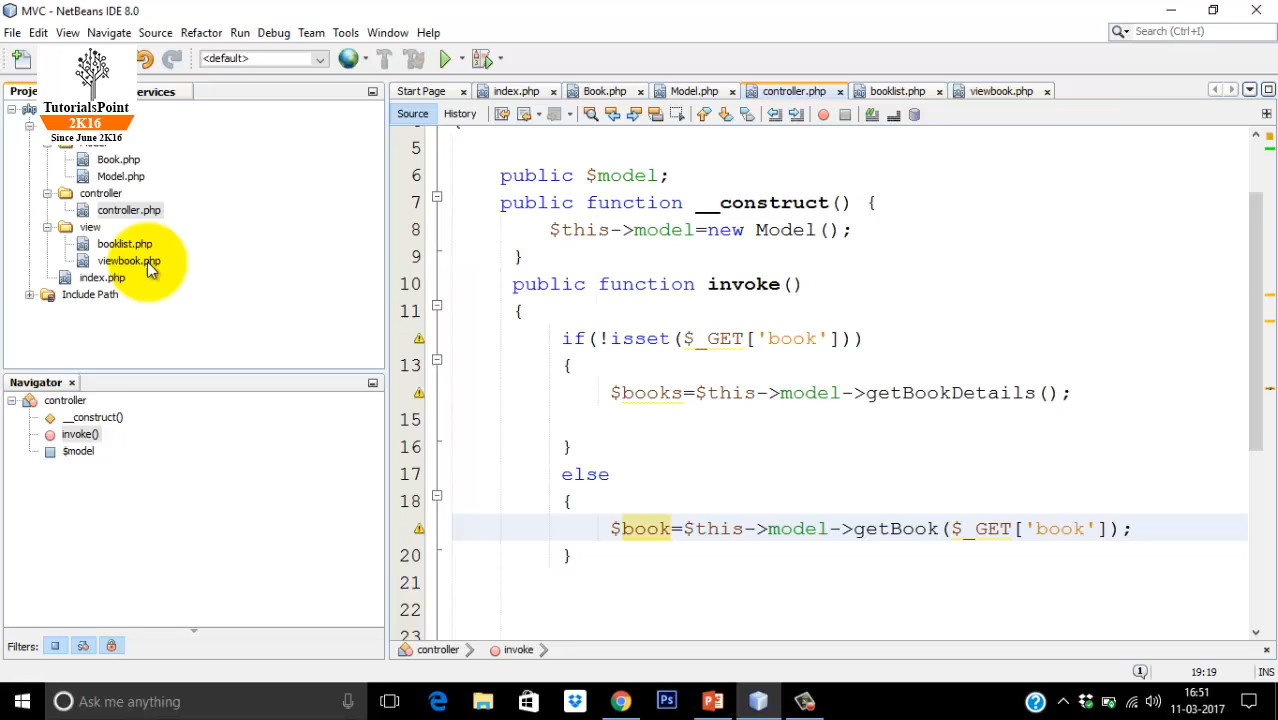 MVC - NetBeans IDE 8.0
File Edit View Navigate Source Refactor Run Debug Team Tools Window Help
Search (Ctrl+I)
<default>
TutorialsPoint
2K16
Since June 2K16
Services
Start Page index.php Book.php Model.php controller.php booklist.php viewbook.php
Source History
Book.php
Model.php
controller
controller.php
view
booklist.php
viewbook.php
index.php
Include Path
Navigator
controller
__construct()
invoke()
$model
Filters:
5
6 public $model;
7 public function __construct() {
8 $this->model=new Model();
9 }
10 public function invoke()
11 {
if(!isset($_GET['book']))
13 {
$books=$this->model->getBookDetails();
15
16 }
17 else
18 {
$book=$this->model->getBook($_GET['book']);
20 }
21
22
23
controller invoke
19:19 INS
Ask me anything
16:51
11-03-2017